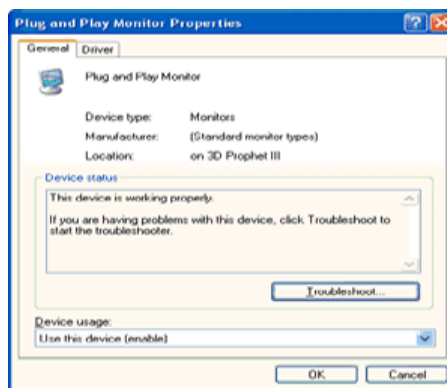 Plug and Play Monitor Properties
General Driver
Plug and Play Monitor
Device type: Monitors
Manufacturer: (Standard monitor types)
Location: on 3D Prophet III
Device status
This device is working properly.
If you are having problems with this device, click Troubleshoot to
start the troubleshooter.
Troubleshoot...
Device usage:
Use this device (enable)
OK Cancel